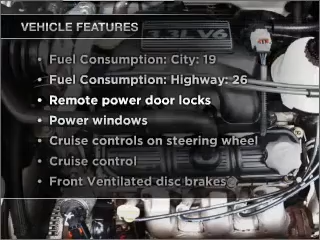 VEHICLE FEATURES
3.3L V6
• Fuel Consumption: City: 19
• Fuel Consumption: Highway: 26
• Remote power door locks
• Power windows
• Cruise controls on steering wheel
• Cruise control
• Front Ventilated disc brakes